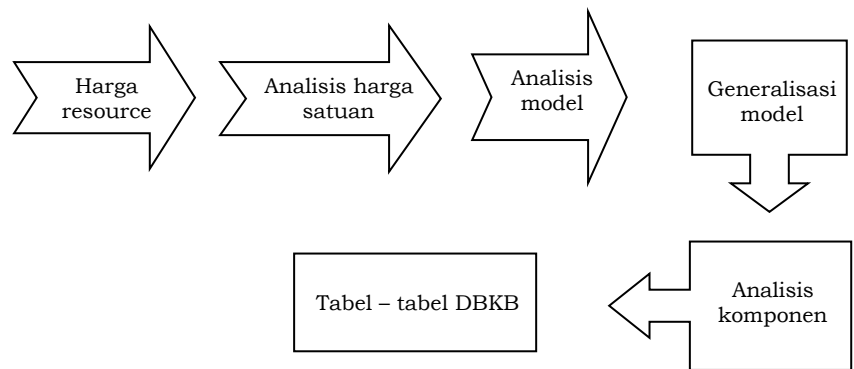 Harga
resource
Analisis harga
satuan
Analisis
model
Generalisasi
model
Analisis
komponen
Tabel – tabel DBKB